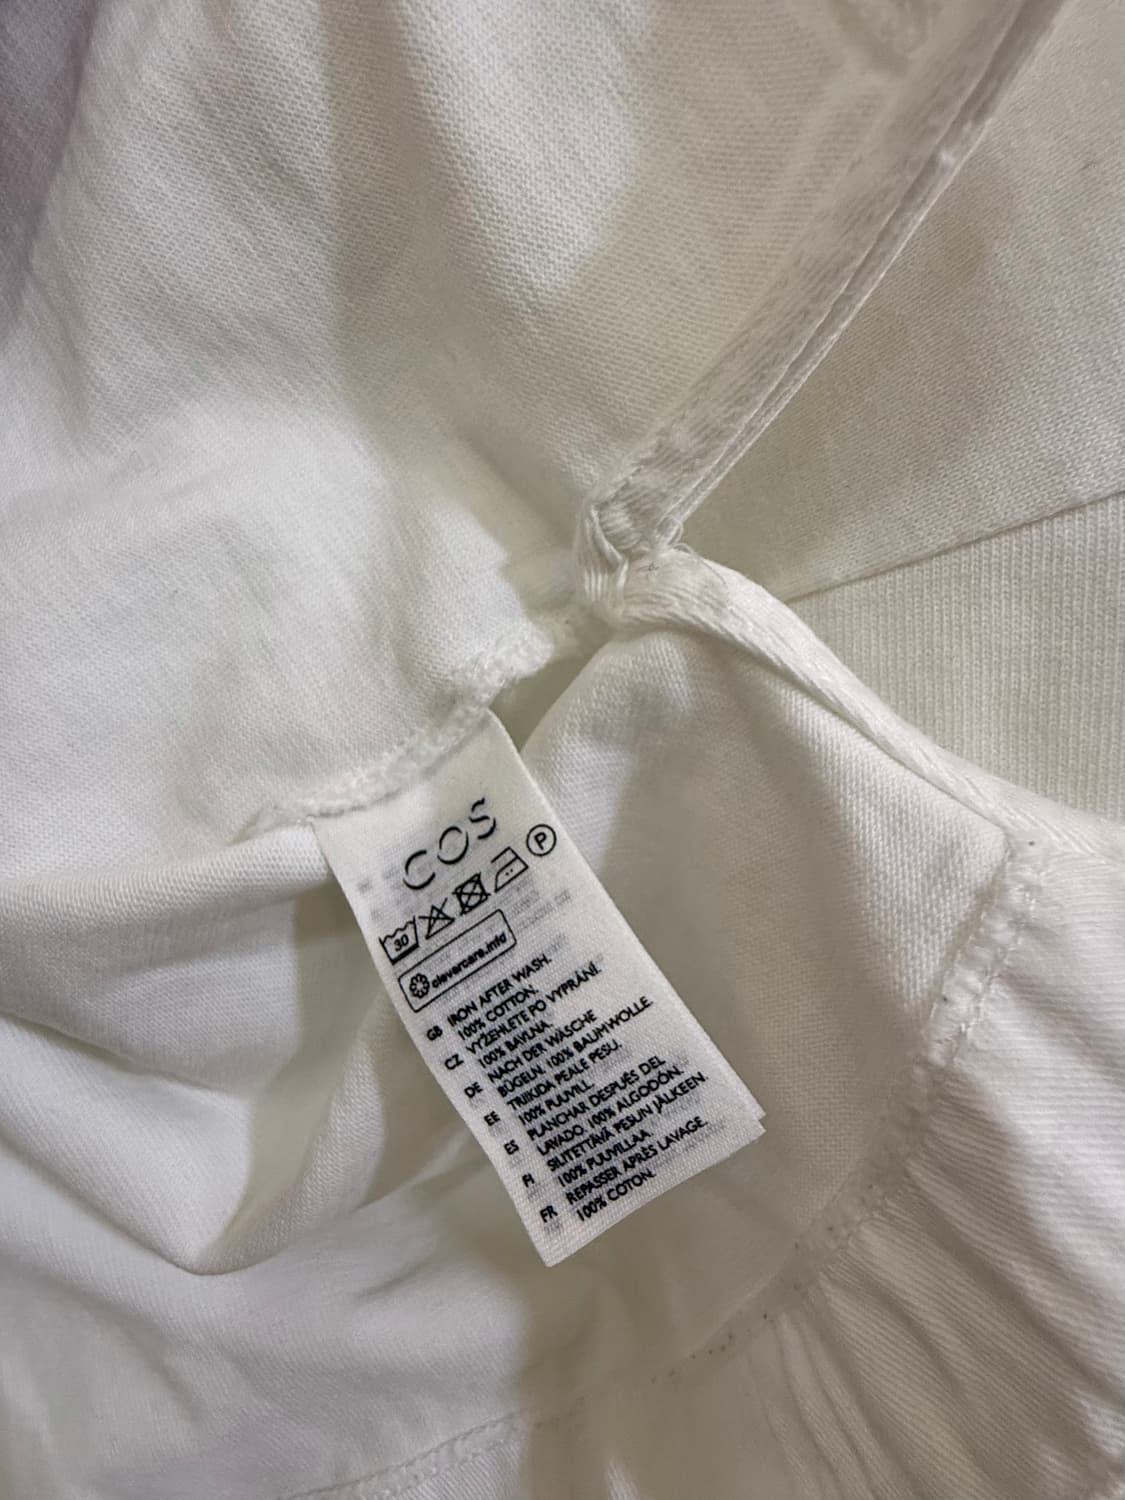 COS
30 P
clevercare.info
GB IRON AFTER WASH.
100% COTTON.
CZ VYŽEHLETE PO VYPRÁNÍ.
100% BAVLNA.
DE NACH DER WÄSCHE
BÜGELN. 100% BAUMWOLLE.
EE TRIIKIDA PEALE PESU.
100% PUUVILL.
ES PLANCHAR DESPUÉS DEL
LAVADO. 100% ALGODÓN.
FI SILITETTÄVÄ PESUN JÄLKEEN.
100% PUUVILLAA.
FR REPASSER APRÈS LAVAGE.
100% COTON.